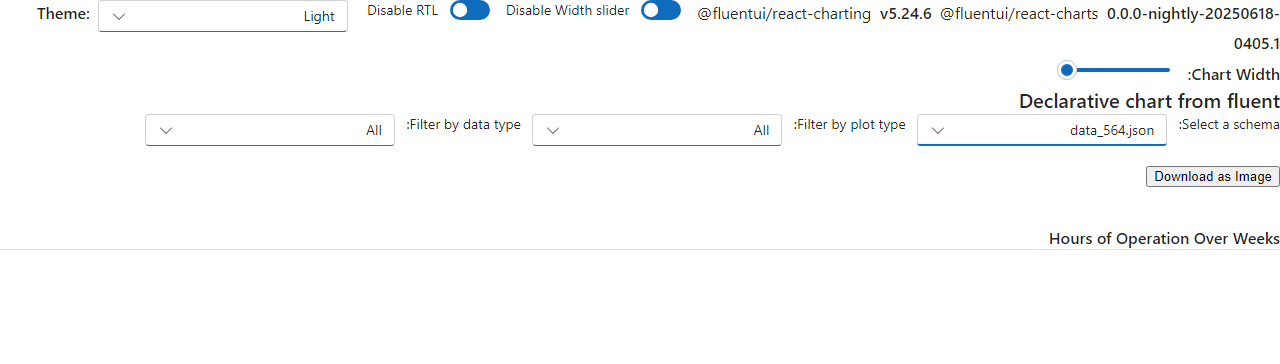 Theme: Light Disable RTL Disable Width slider @fluentui/react-charting v5.24.6 @fluentui/react-charts 0.0.0-nightly-20250618-
0405.1
:Chart Width
Declarative chart from fluent
:Select a schema data_564.json :Filter by plot type All :Filter by data type All
Download as Image
Hours of Operation Over Weeks